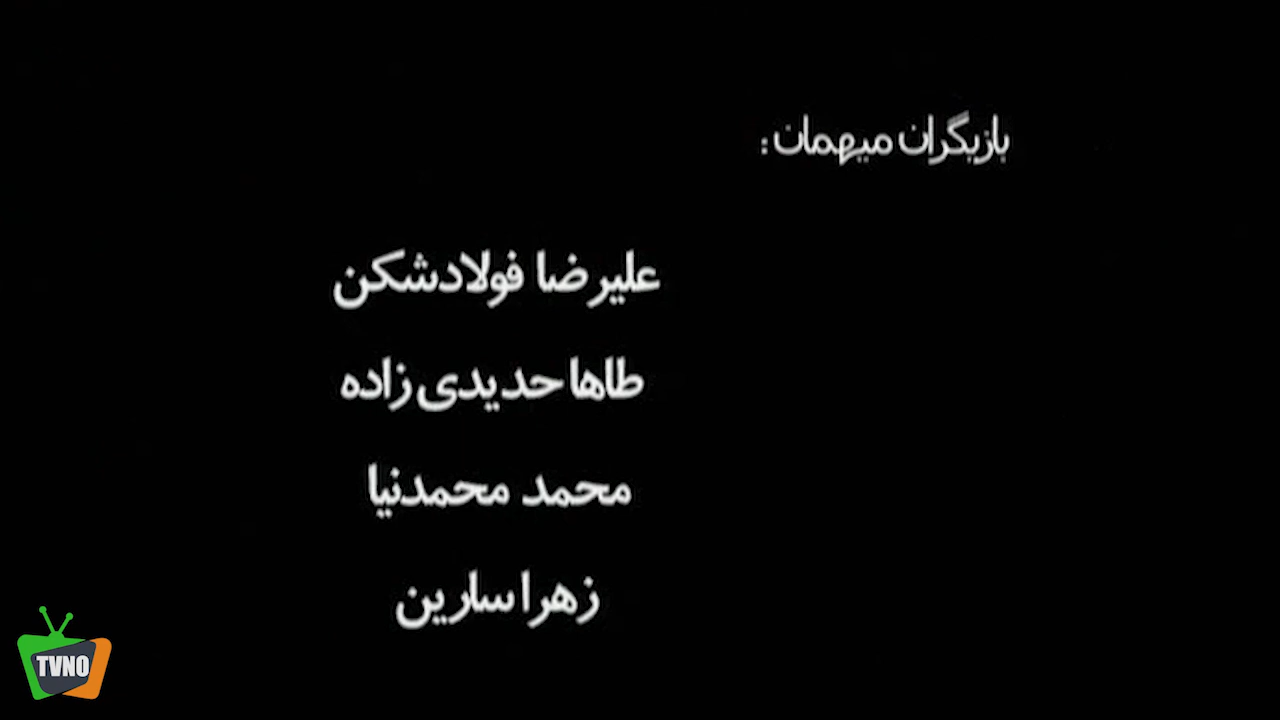 بازیگران میهمان:
علیرضا فولادشکن
طاها حدیدی زاده
محمد محمدنیا
زهرا سارین
TVNO